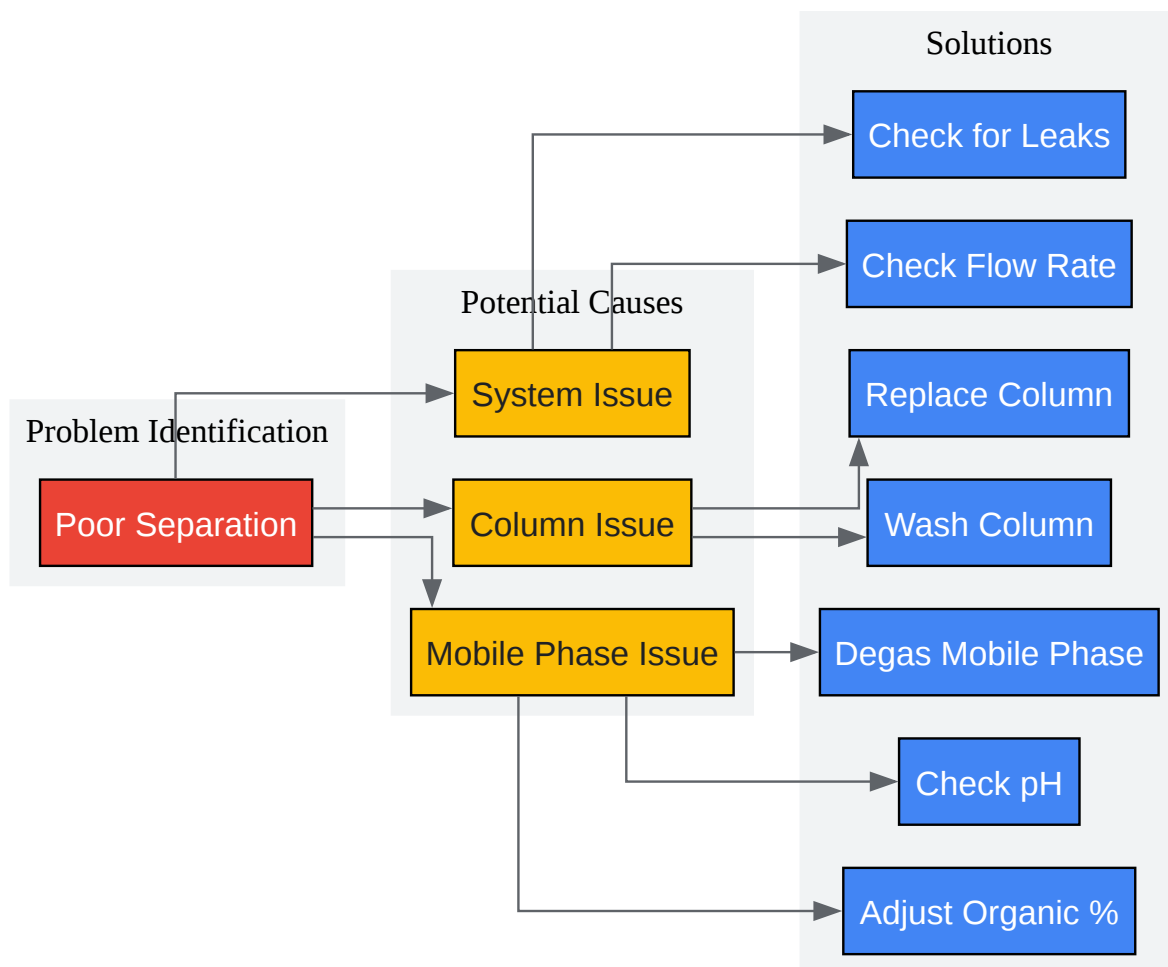 Problem Identification
Poor Separation
Potential Causes
System Issue
Column Issue
Mobile Phase Issue
Solutions
Check for Leaks
Check Flow Rate
Replace Column
Wash Column
Degas Mobile Phase
Check pH
Adjust Organic %